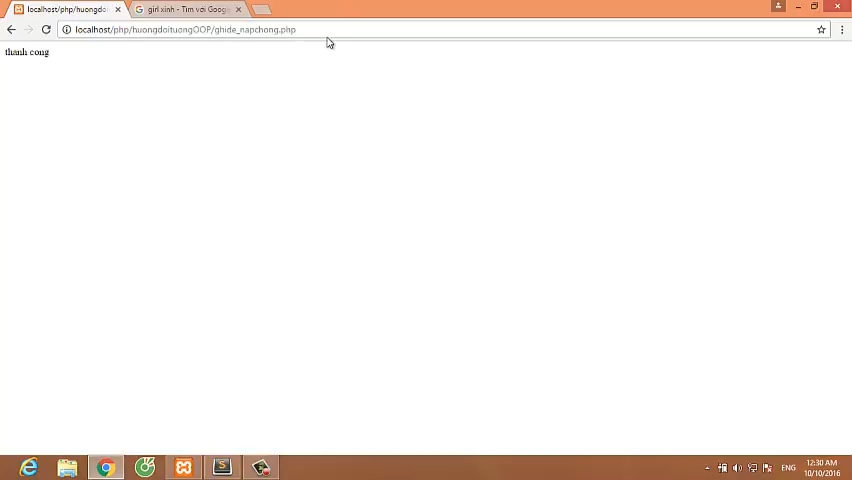 localhost/php/huongdoi
girl xinh - Tìm với Google
localhost/php/huongdoituongOOP/ghide_napchong.php
thanh cong
ENG
12:30 AM
10/10/2016